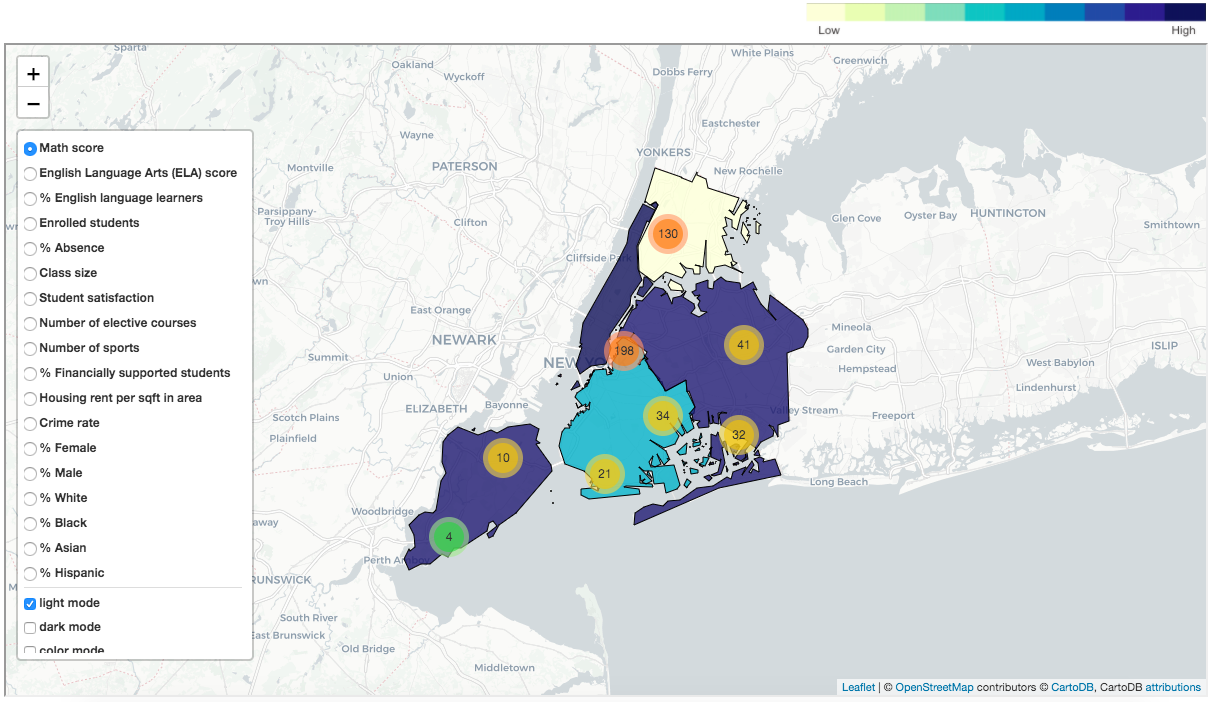 Low
High
Sparta
White Plains
Oakland
Greenwich
Dobbs Ferry
Wyckoff
+
−
Eastchester
Wayne
YONKERS
PATERSON
Montville
New Rochelle
Math score
English Language Arts (ELA) score
% English language learners
Enrolled students
% Absence
Class size
Student satisfaction
Number of elective courses
Number of sports
% Financially supported students
Housing rent per sqft in area
Crime rate
% Female
% Male
% White
% Black
% Asian
% Hispanic
light mode
dark mode
color mode
Parsippany-
Troy Hills
Clifton
Glen Cove
Oyster Bay
HUNTINGTON
Smithtown
130
Cliffside Park
East Orange
NEWARK
Mineola
Garden City
Hempstead
ISLIP
198
41
NEW YO
Summit
Union
West Babylon
Lindenhurst
ELIZABETH
Bayonne
Scotch Plains
Plainfield
34
Valley Stream
Freeport
32
10
21
Long Beach
Woodbridge
4
Perth Amboy
RUNSWICK
South River
East Brunswick
Old Bridge
Middletown
Leaflet | © OpenStreetMap contributors © CartoDB, CartoDB attributions